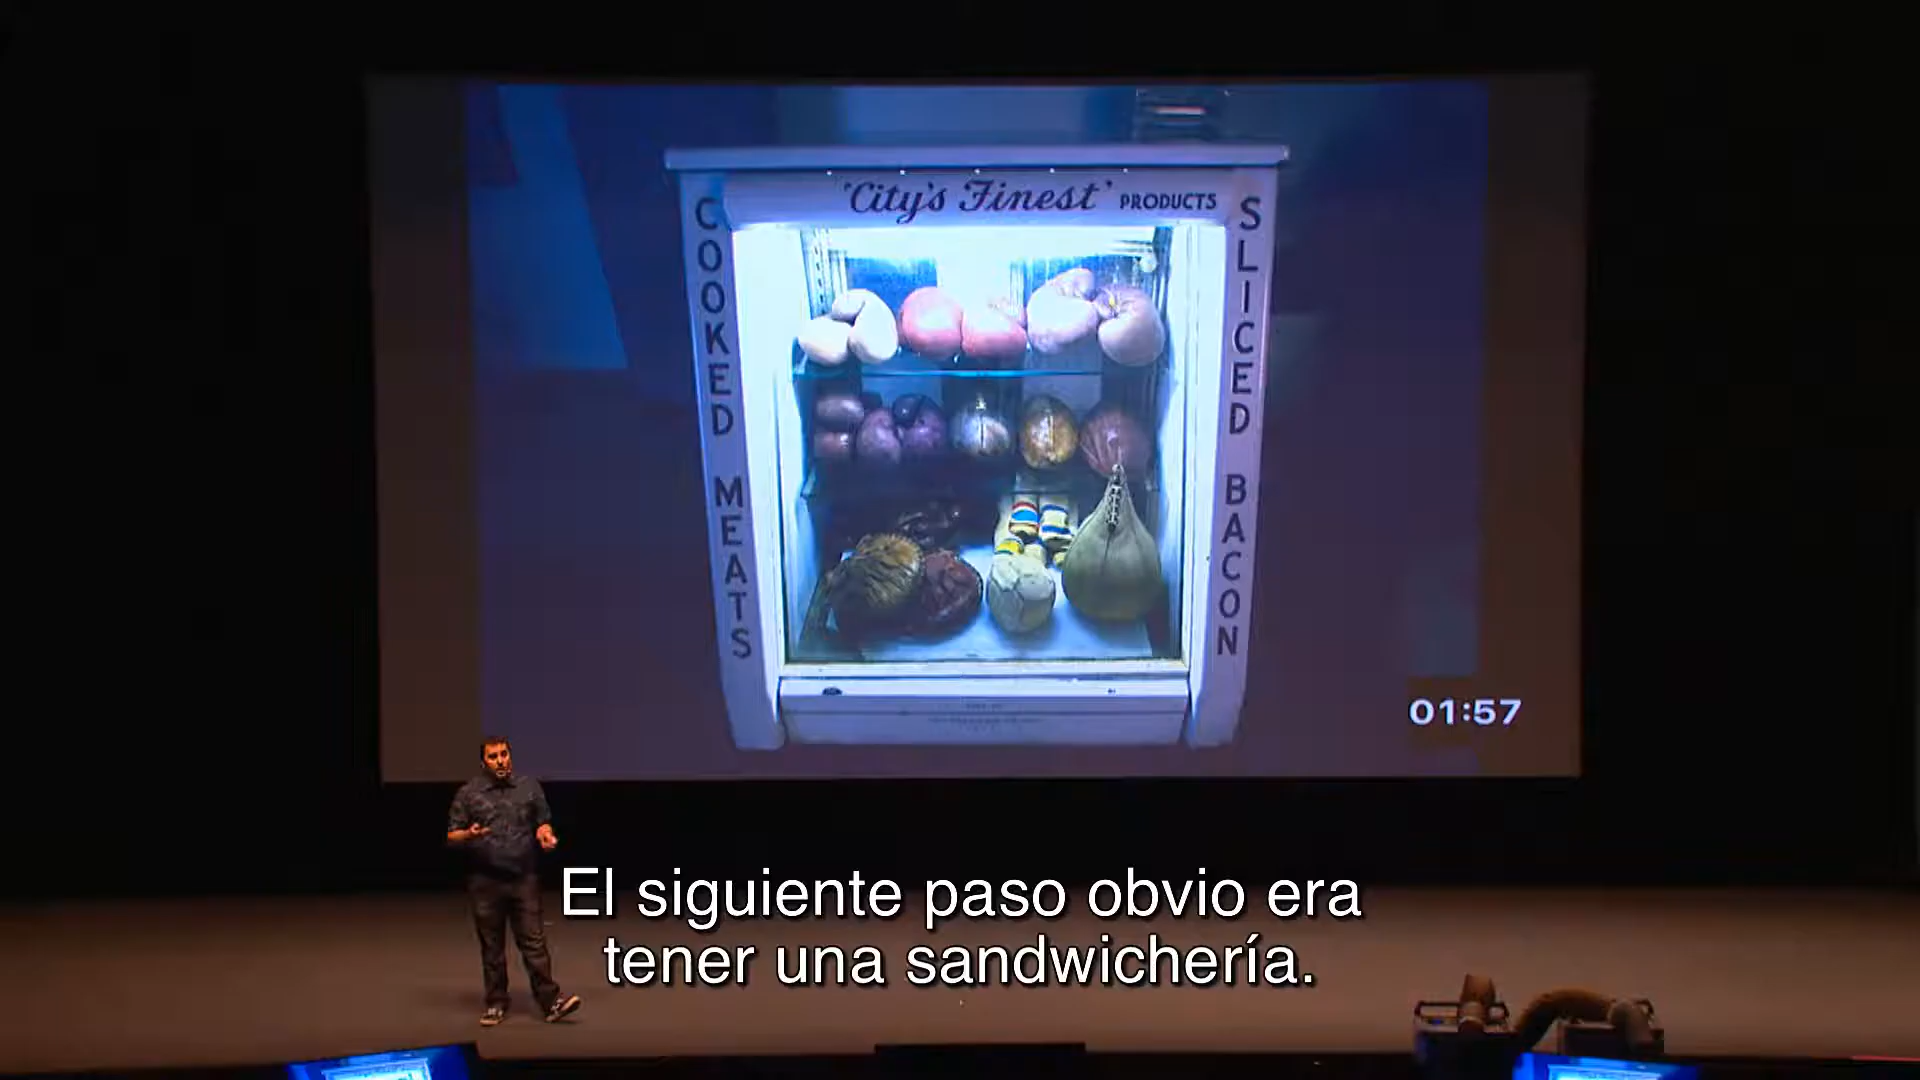 'City's Finest' PRODUCTS
COOKED MEATS
SLICED BACON
01:57
El siguiente paso obvio era
tener una sandwichería.